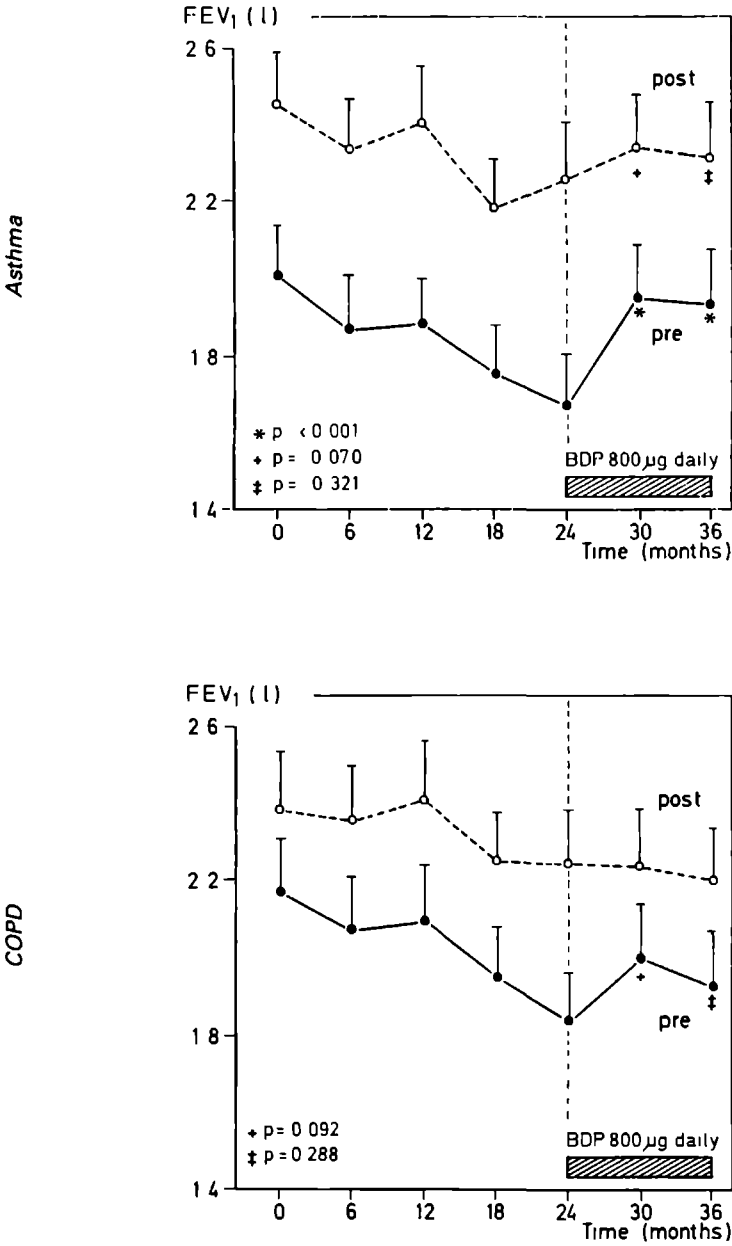 FEV₁ (l)
2 6
post
2 2
Asthma
pre
1 8
* p < 0 001
+ p = 0 070
‡ p = 0 321
BDP 800 µg daily
1 4
0 6 12 18 24 30 36
Time (months)
FEV₁ (l)
2 6
post
2 2
COPD
pre
1 8
+ p = 0 092
‡ p = 0 288
BDP 800 µg daily
1 4
0 6 12 18 24 30 36
Time (months)